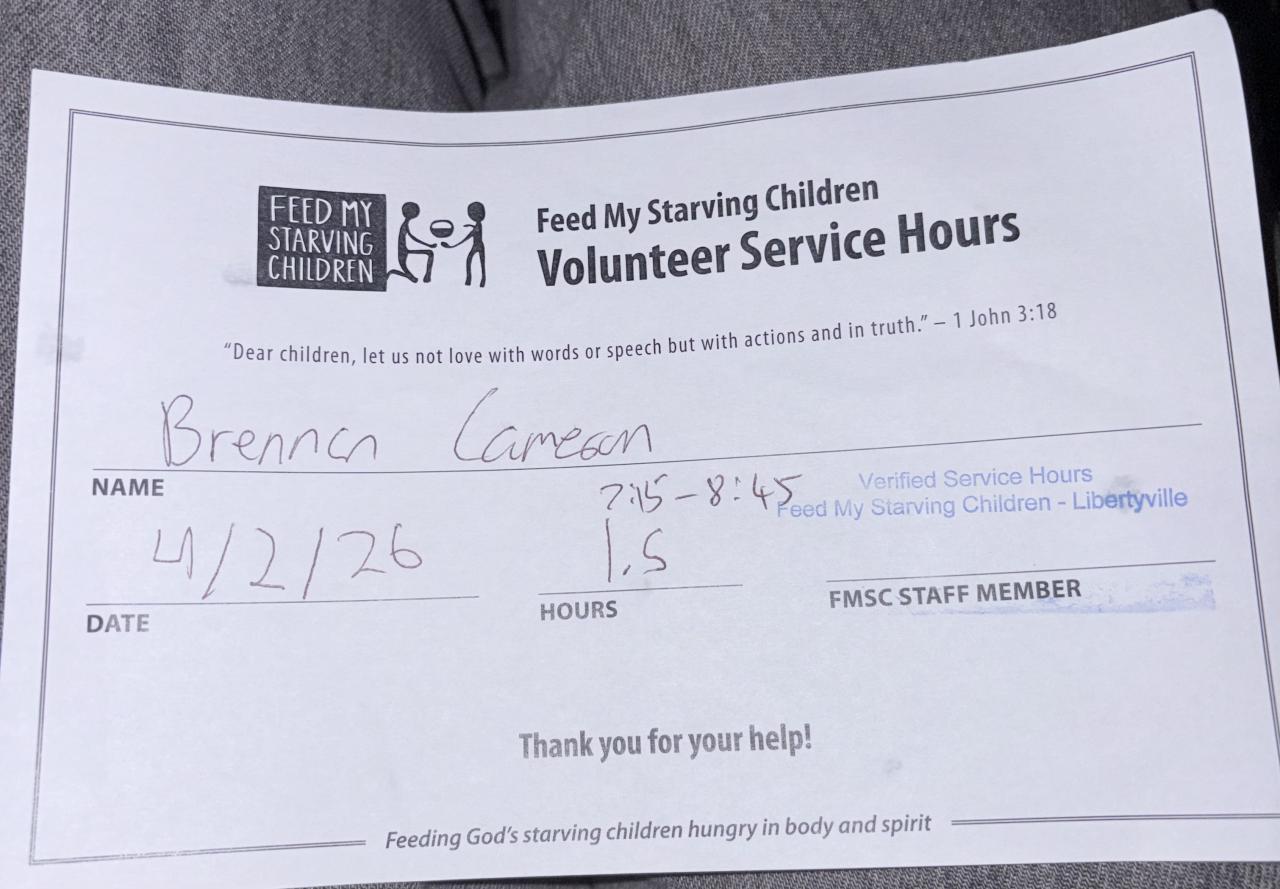 FEED MY
STARVING
CHILDREN
Feed My Starving Children
Volunteer Service Hours
“Dear children, let us not love with words or speech but with actions and in truth.” – 1 John 3:18
Brennan Cameron
NAME
7:15 – 8:45
Verified Service Hours
Feed My Starving Children - Libertyville
4/2/26
1.5
DATE
HOURS
FMSC STAFF MEMBER
Thank you for your help!
Feeding God’s starving children hungry in body and spirit